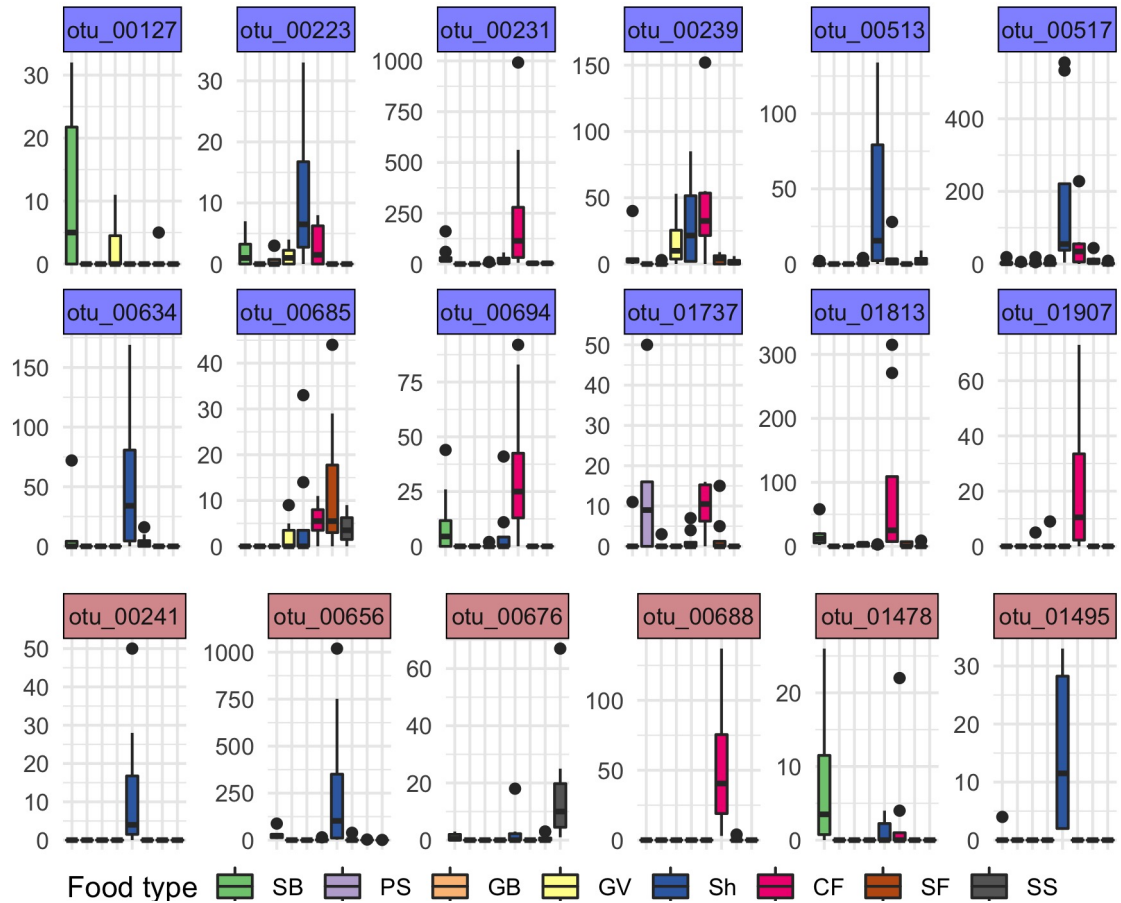 otu_00127 otu_00223 otu_00231 otu_00239 otu_00513 otu_00517
30 20 10 0
30 20 10 0
1000 750 500 250 0
150 100 50 0
100 50 0
400 200 0
otu_00634 otu_00685 otu_00694 otu_01737 otu_01813 otu_01907
150 100 50 0
40 30 20 10 0
75 50 25 0
50 40 30 20 10 0
300 200 100 0
60 40 20 0
otu_00241 otu_00656 otu_00676 otu_00688 otu_01478 otu_01495
50 40 30 20 10 0
1000 750 500 250 0
60 40 20 0
100 50 0
20 10 0
30 20 10 0
Food type SB PS GB GV Sh CF SF SS